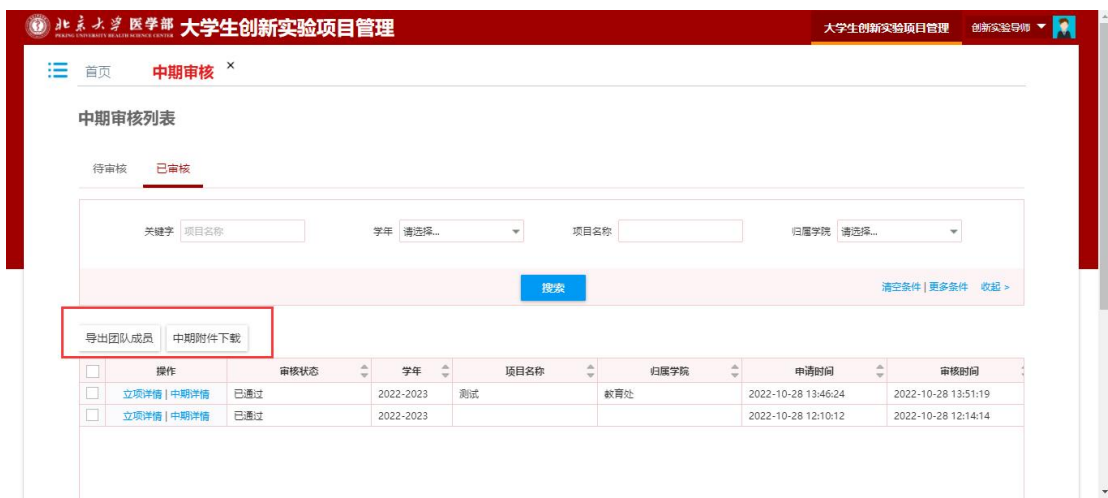 北京大学 医学部 大学生创新实验项目管理 大学生创新实验项目管理 创新实验导师
PEKING UNIVERSITY HEALTH SCIENCE CENTER
首页 中期审核 ×
中期审核列表
待审核 已审核
关键字 项目名称 学年 请选择... 项目名称 归属学院 请选择...
搜索 清空条件 | 更多条件 收起 >
导出团队成员 中期附件下载
操作 审核状态 学年 项目名称 归属学院 申请时间 审核时间
立项详情 | 中期详情 已通过 2022-2023 测试 教育处 2022-10-28 13:46:24 2022-10-28 13:51:19
立项详情 | 中期详情 已通过 2022-2023 2022-10-28 12:10:12 2022-10-28 12:14:14